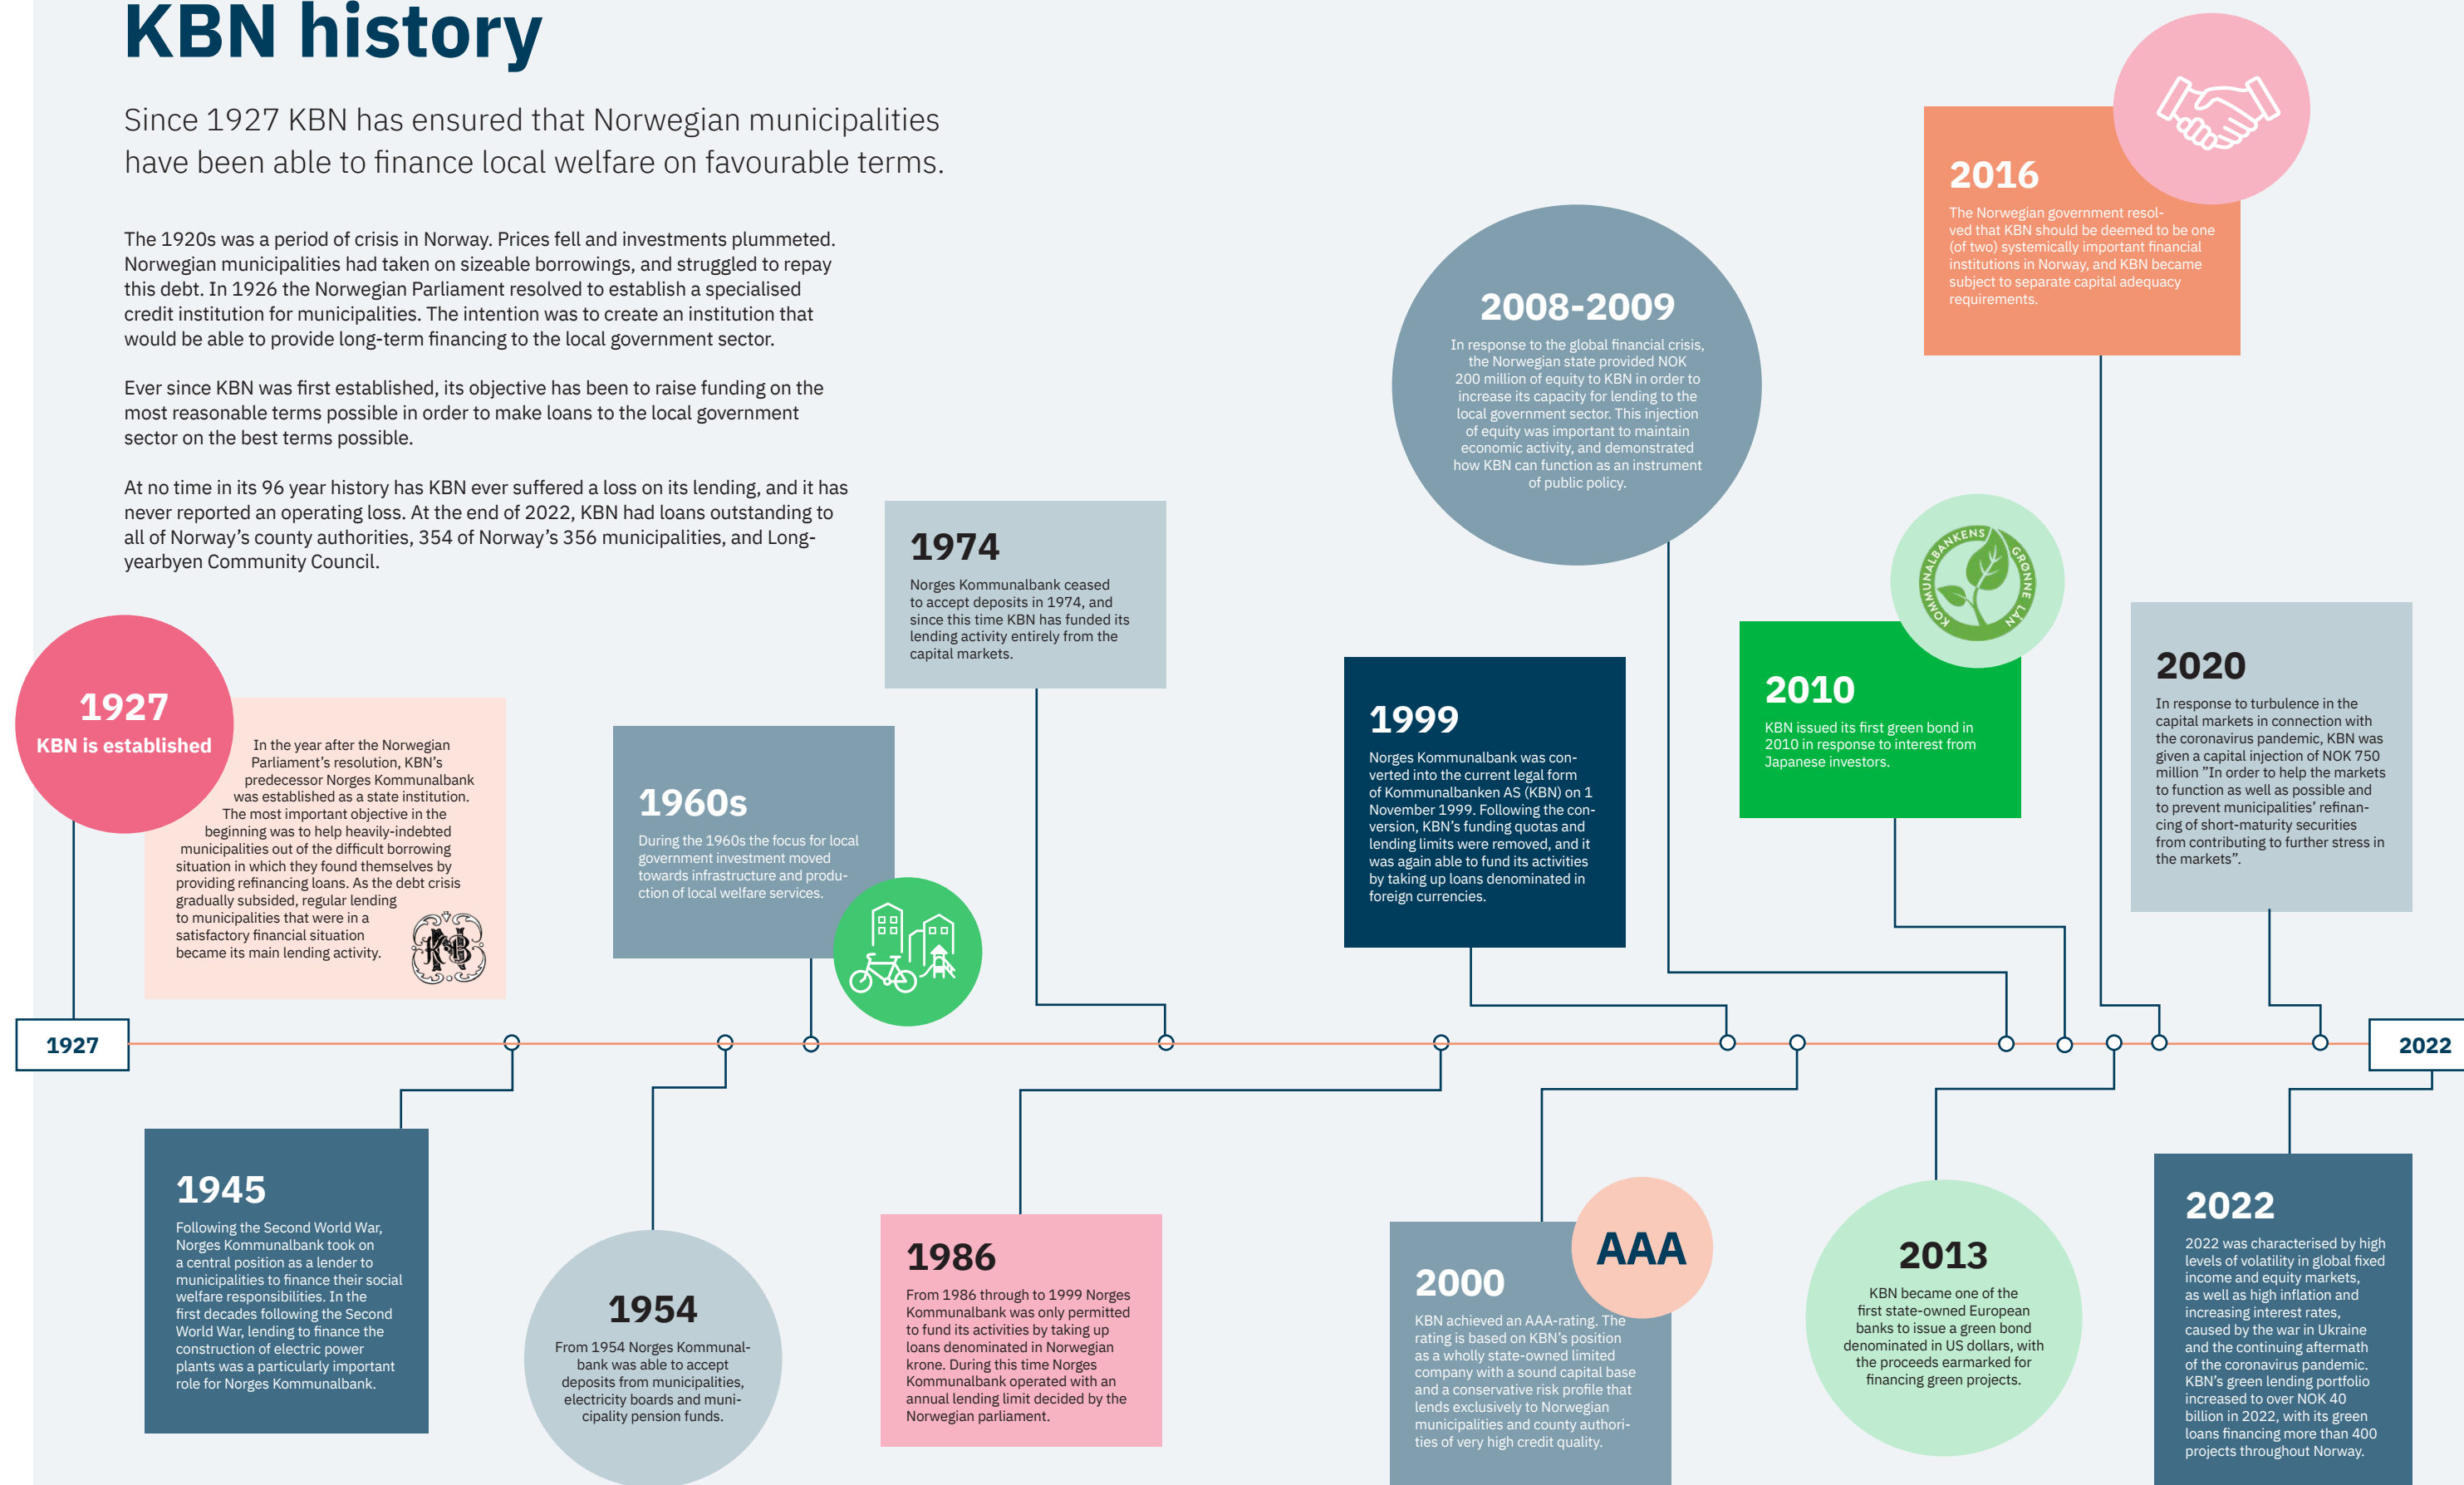 KBN history
Since 1927 KBN has ensured that Norwegian municipalities
have been able to finance local welfare on favourable terms.
The 1920s was a period of crisis in Norway. Prices fell and investments plummeted.
Norwegian municipalities had taken on sizeable borrowings, and struggled to repay
this debt. In 1926 the Norwegian Parliament resolved to establish a specialised
credit institution for municipalities. The intention was to create an institution that
would be able to provide long-term financing to the local government sector.
Ever since KBN was first established, its objective has been to raise funding on the
most reasonable terms possible in order to make loans to the local government
sector on the best terms possible.
At no time in its 96 year history has KBN ever suffered a loss on its lending, and it has
never reported an operating loss. At the end of 2022, KBN had loans outstanding to
all of Norway's county authorities, 354 of Norway's 356 municipalities, and Long-
yearbyen Community Council.
1927
KBN is established
In the year after the Norwegian
Parliament's resolution, KBN's
predecessor Norges Kommunalbank
was established as a state institution.
The most important objective in the
beginning was to help heavily-indebted
municipalities out of the difficult borrowing
situation in which they found themselves by
providing refinancing loans. As the debt crisis
gradually subsided, regular lending
to municipalities that were in a
satisfactory financial situation
became its main lending activity.
KNB
1960s
During the 1960s the focus for local
government investment moved
towards infrastructure and produ-
ction of local welfare services.
1974
Norges Kommunalbank ceased
to accept deposits in 1974, and
since this time KBN has funded its
lending activity entirely from the
capital markets.
1999
Norges Kommunalbank was con-
verted into the current legal form
of Kommunalbanken AS (KBN) on 1
November 1999. Following the con-
version, KBN's funding quotas and
lending limits were removed, and it
was again able to fund its activities
by taking up loans denominated in
foreign currencies.
2008-2009
In response to the global financial crisis,
the Norwegian state provided NOK
200 million of equity to KBN in order to
increase its capacity for lending to the
local government sector. This injection
of equity was important to maintain
economic activity, and demonstrated
how KBN can function as an instrument
of public policy.
2010
KBN issued its first green bond in
2010 in response to interest from
Japanese investors.
KOMMUNALBANKENS GRØNNE LÅN
2016
The Norwegian government resol-
ved that KBN should be deemed to be one
(of two) systemically important financial
institutions in Norway, and KBN became
subject to separate capital adequacy
requirements.
2020
In response to turbulence in the
capital markets in connection with
the coronavirus pandemic, KBN was
given a capital injection of NOK 750
million ”In order to help the markets
to function as well as possible and
to prevent municipalities’ refinan-
cing of short-maturity securities
from contributing to further stress in
the markets”.
1927
2022
1945
Following the Second World War,
Norges Kommunalbank took on
a central position as a lender to
municipalities to finance their social
welfare responsibilities. In the
first decades following the Second
World War, lending to finance the
construction of electric power
plants was a particularly important
role for Norges Kommunalbank.
1954
From 1954 Norges Kommunal-
bank was able to accept
deposits from municipalities,
electricity boards and muni-
cipality pension funds.
1986
From 1986 through to 1999 Norges
Kommunalbank was only permitted
to fund its activities by taking up
loans denominated in Norwegian
krone. During this time Norges
Kommunalbank operated with an
annual lending limit decided by the
Norwegian parliament.
2000
AAA
KBN achieved an AAA-rating. The
rating is based on KBN's position
as a wholly state-owned limited
company with a sound capital base
and a conservative risk profile that
lends exclusively to Norwegian
municipalities and county authori-
ties of very high credit quality.
2013
KBN became one of the
first state-owned European
banks to issue a green bond
denominated in US dollars, with
the proceeds earmarked for
financing green projects.
2022
2022 was characterised by high
levels of volatility in global fixed
income and equity markets,
as well as high inflation and
increasing interest rates,
caused by the war in Ukraine
and the continuing aftermath
of the coronavirus pandemic.
KBN's green lending portfolio
increased to over NOK 40
billion in 2022, with its green
loans financing more than 400
projects throughout Norway.